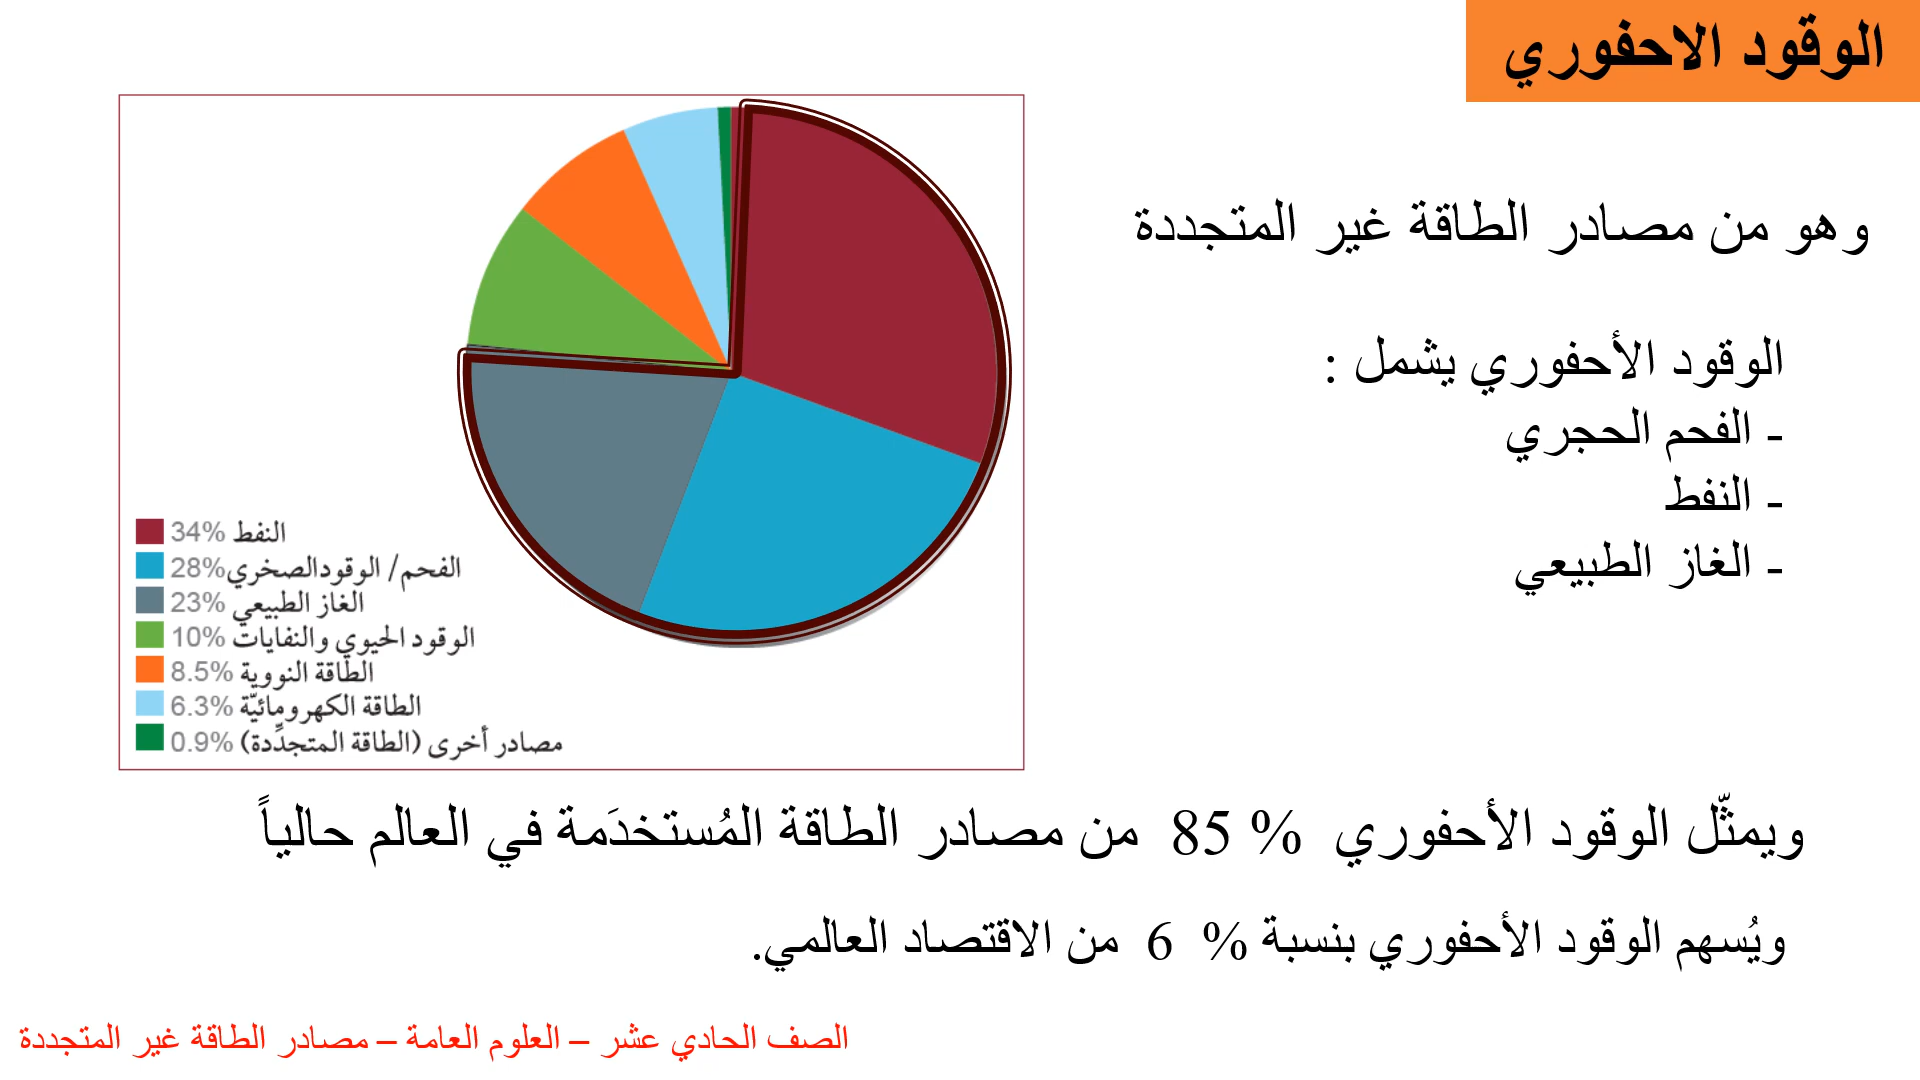 الوقود الاحفوري
وهو من مصادر الطاقة غير المتجددة
الوقود الأحفوري يشمل :
- الفحم الحجري
- النفط
- الغاز الطبيعي
النفط 34%
الفحم/ الوقودالصخري 28%
الغاز الطبيعي 23%
الوقود الحيوي والنفايات 10%
الطاقة النووية 8.5%
الطاقة الكهرومائيّة 6.3%
مصادر أخرى (الطاقة المتجدِّدة) 0.9%
ويمثّل الوقود الأحفوري % 85 من مصادر الطاقة المُستخدَمة في العالم حالياً
ويُسهم الوقود الأحفوري بنسبة % 6 من الاقتصاد العالمي.
الصف الحادي عشر – العلوم العامة – مصادر الطاقة غير المتجددة